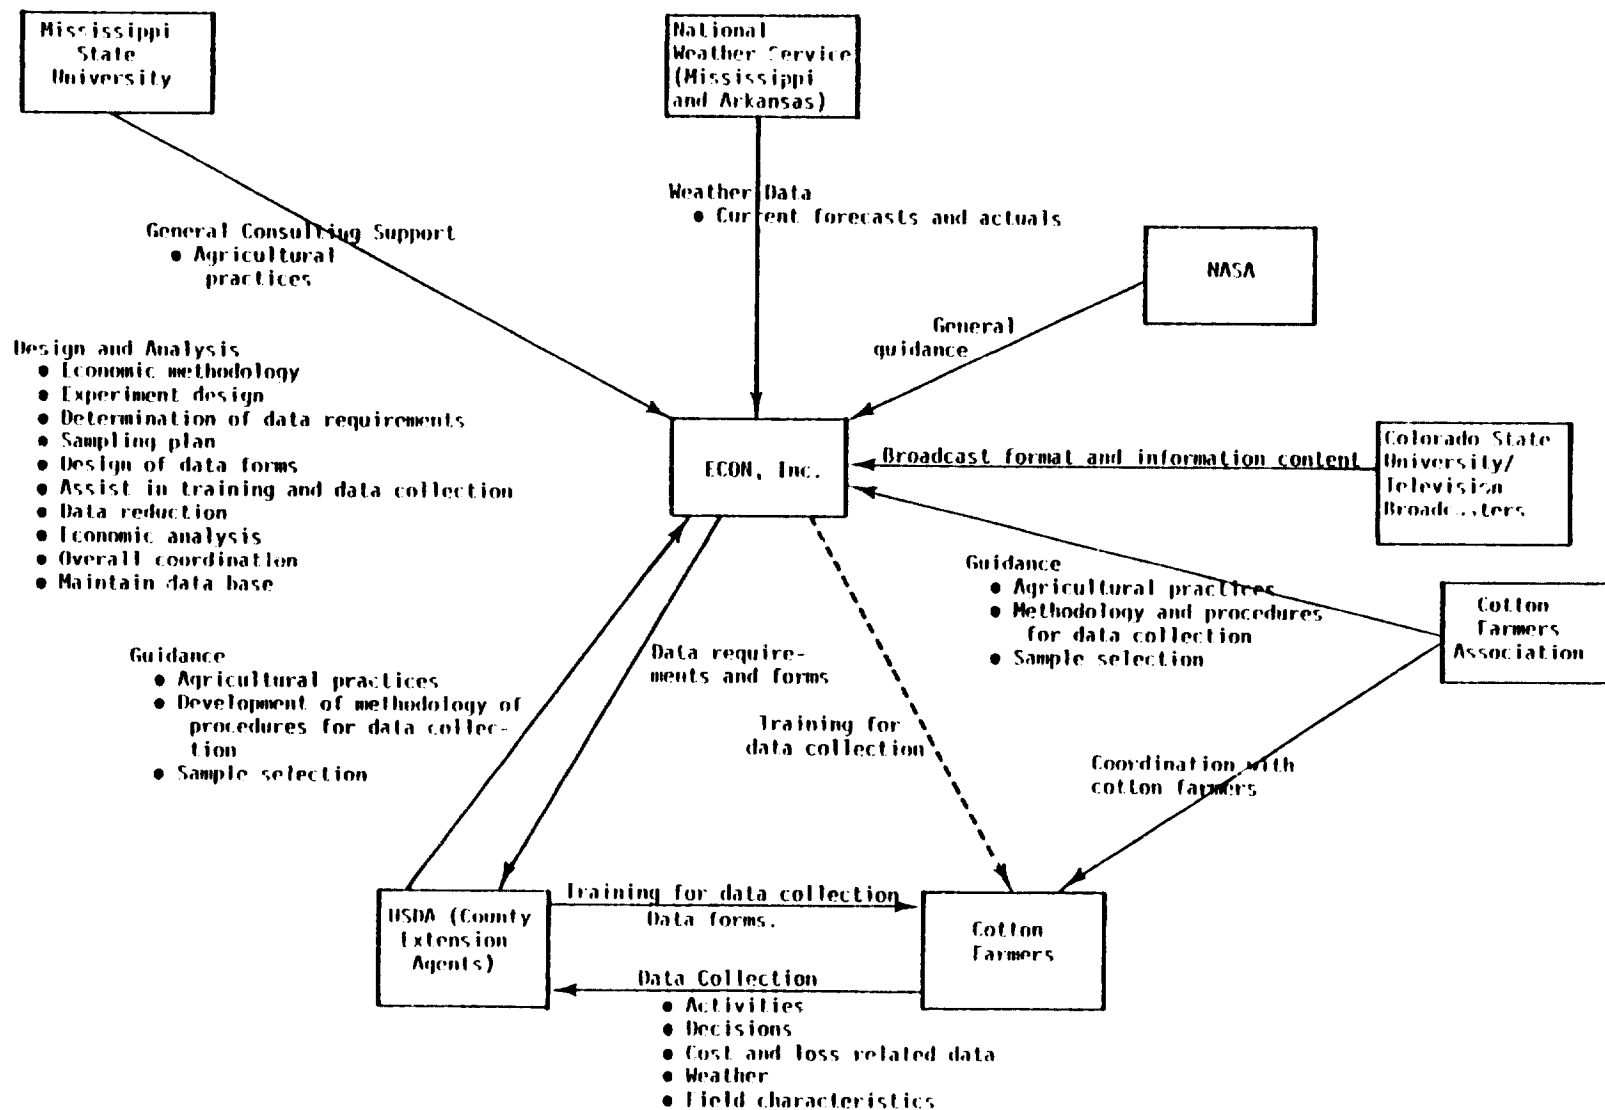 Mississippi
State
University
National
Weather Service
(Mississippi
and Arkansas)
Weather Data
● Current forecasts and actuals
General Consulting Support
● Agricultural
practices
NASA
General
guidance
Design and Analysis
● Economic methodology
● Experiment design
● Determination of data requirements
● Sampling plan
● Design of data forms
● Assist in training and data collection
● Data reduction
● Economic analysis
● Overall coordination
● Maintain data base
ECON, Inc.
Broadcast format and information content
Colorado State
University/
Television
Broadcasters
Guidance
● Agricultural practices
● Methodology and procedures
for data collection
● Sample selection
Cotton
Farmers
Association
Guidance
● Agricultural practices
● Development of methodology of
procedures for data collec-
tion
● Sample selection
Data require-
ments and forms
Training for
data collection
Coordination with
cotton farmers
USDA (County
Extension
Agents)
Training for data collection
Data forms.
Cotton
Farmers
Data Collection
● Activities
● Decisions
● Cost and loss related data
● Weather
● Field characteristics